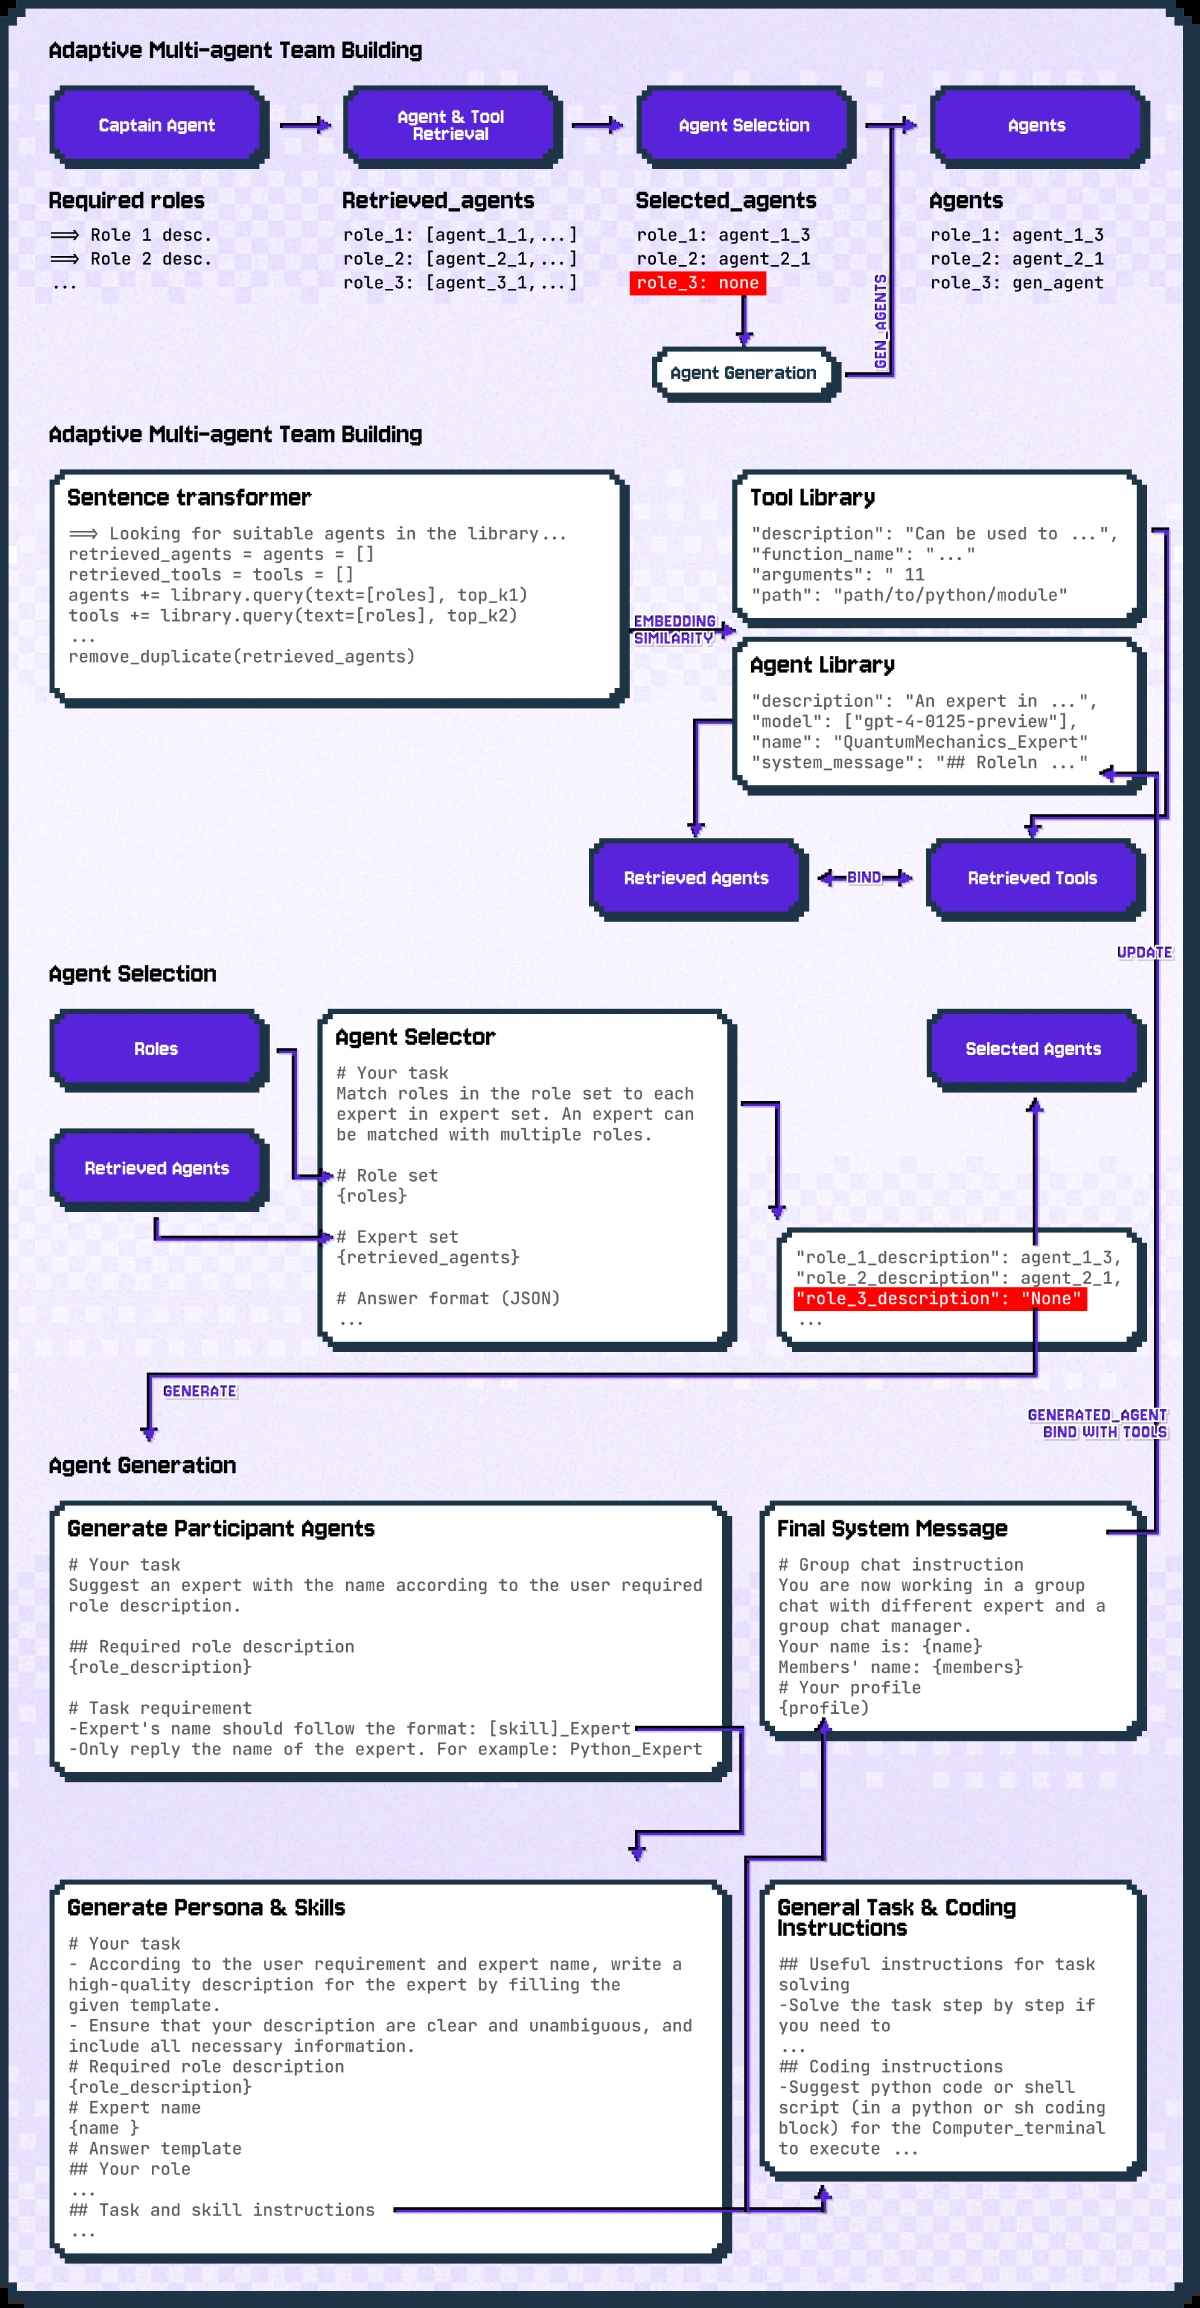 Adaptive Multi-agent Team Building
Captain Agent
Agent & Tool
Retrieval
Agent Selection
Agents
Required roles
==> Role 1 desc.
==> Role 2 desc.
...
Retrieved_agents
role_1: [agent_1_1,...]
role_2: [agent_2_1,...]
role_3: [agent_3_1,...]
Selected_agents
role_1: agent_1_3
role_2: agent_2_1
role_3: none
Agents
role_1: agent_1_3
role_2: agent_2_1
role_3: gen_agent
GEN_AGENTS
Agent Generation
Adaptive Multi-agent Team Building
Sentence transformer
==> Looking for suitable agents in the library...
retrieved_agents = agents = []
retrieved_tools = tools = []
agents += library.query(text=[roles], top_k1)
tools += library.query(text=[roles], top_k2)
...
remove_duplicate(retrieved_agents)
EMBEDDING
SIMILARITY
Tool Library
"description": "Can be used to ...",
"function_name": "..."
"arguments": " 11
"path": "path/to/python/module"
Agent Library
"description": "An expert in ...",
"model": ["gpt-4-0125-preview"],
"name": "QuantumMechanics_Expert"
"system_message": "## Roleln ..."
Retrieved Agents
BIND
Retrieved Tools
UPDATE
Agent Selection
Roles
Retrieved Agents
Agent Selector
# Your task
Match roles in the role set to each
expert in expert set. An expert can
be matched with multiple roles.
# Role set
{roles}
# Expert set
{retrieved_agents}
# Answer format (JSON)
...
Selected Agents
"role_1_description": agent_1_3,
"role_2_description": agent_2_1,
"role_3_description": "None"
...
GENERATE
GENERATED_AGENT
BIND WITH TOOLS
Agent Generation
Generate Participant Agents
# Your task
Suggest an expert with the name according to the user required
role description.
## Required role description
{role_description}
# Task requirement
-Expert's name should follow the format: [skill]_Expert
-Only reply the name of the expert. For example: Python_Expert
Final System Message
# Group chat instruction
You are now working in a group
chat with different expert and a
group chat manager.
Your name is: {name}
Members' name: {members}
# Your profile
{profile)
Generate Persona & Skills
# Your task
- According to the user requirement and expert name, write a
high-quality description for the expert by filling the
given template.
- Ensure that your description are clear and unambiguous, and
include all necessary information.
# Required role description
{role_description}
# Expert name
{name }
# Answer template
## Your role
...
## Task and skill instructions
...
General Task & Coding
Instructions
## Useful instructions for task
solving
-Solve the task step by step if
you need to
...
## Coding instructions
-Suggest python code or shell
script (in a python or sh coding
block) for the Computer_terminal
to execute ...